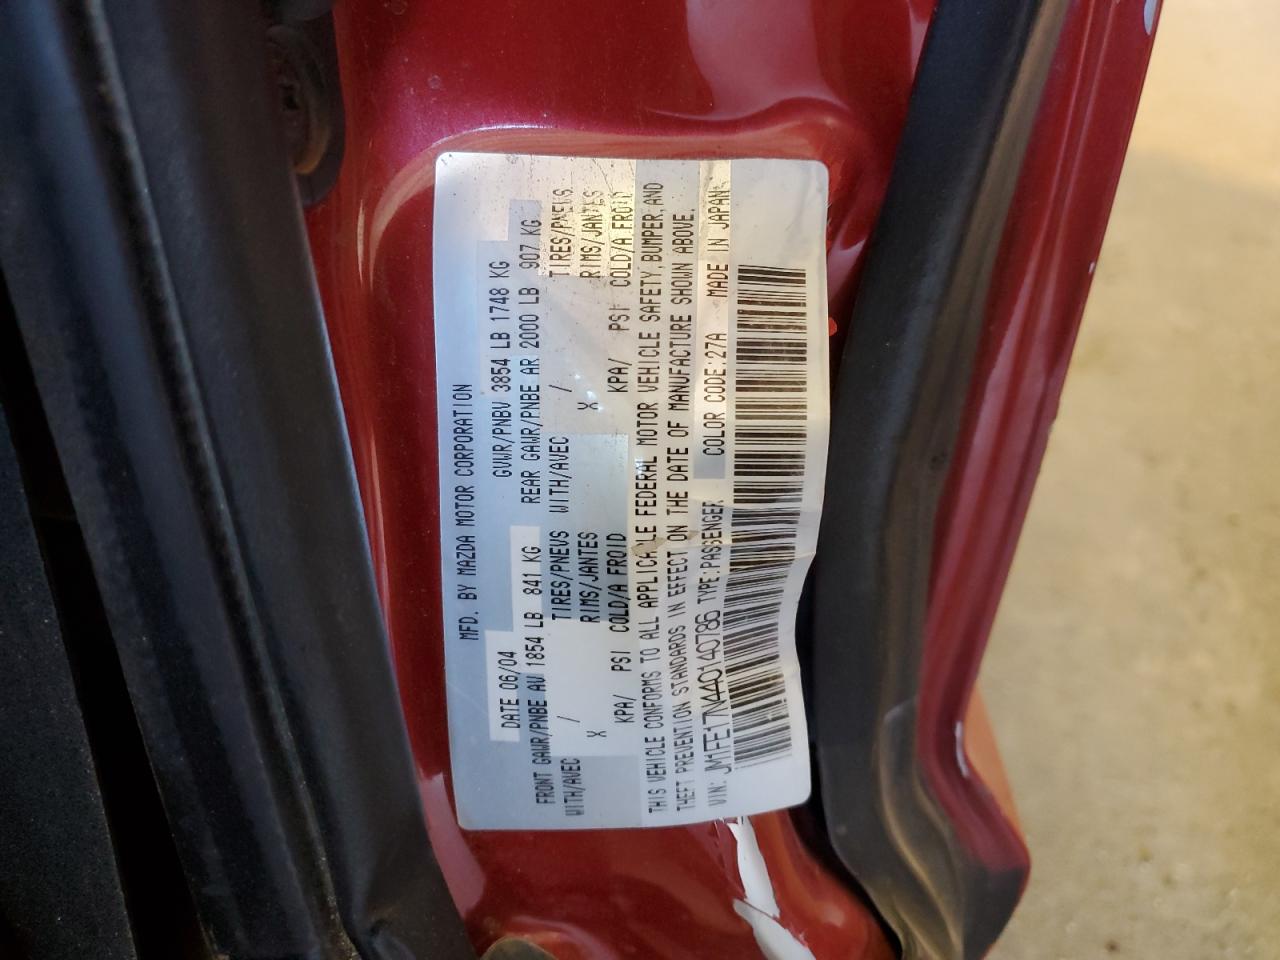 MFD. BY MAZDA MOTOR CORPORATION
DATE 06/04 GVWR/PNBV 3854 LB 1748 KG
FRONT GAWR/PNBE AV 1854 LB 841 KG REAR GAWR/PNBE AR 2000 LB 907 KG
WITH/AVEC / TIRES/PNEUS WITH/AVEC / TIRES/PNEUS
X RIMS/JANTES X RIMS/JANTES
KPA/ PSI COLD/A FROID KPA/ PSI COLD/A FROID
THIS VEHICLE CONFORMS TO ALL APPLICABLE FEDERAL MOTOR VEHICLE SAFETY, BUMPER, AND
THEFT PREVENTION STANDARDS IN EFFECT ON THE DATE OF MANUFACTURE SHOWN ABOVE.
VIN: JM1FE17N440140786 TYPE:PASSENGER COLOR CODE:27A MADE IN JAPAN